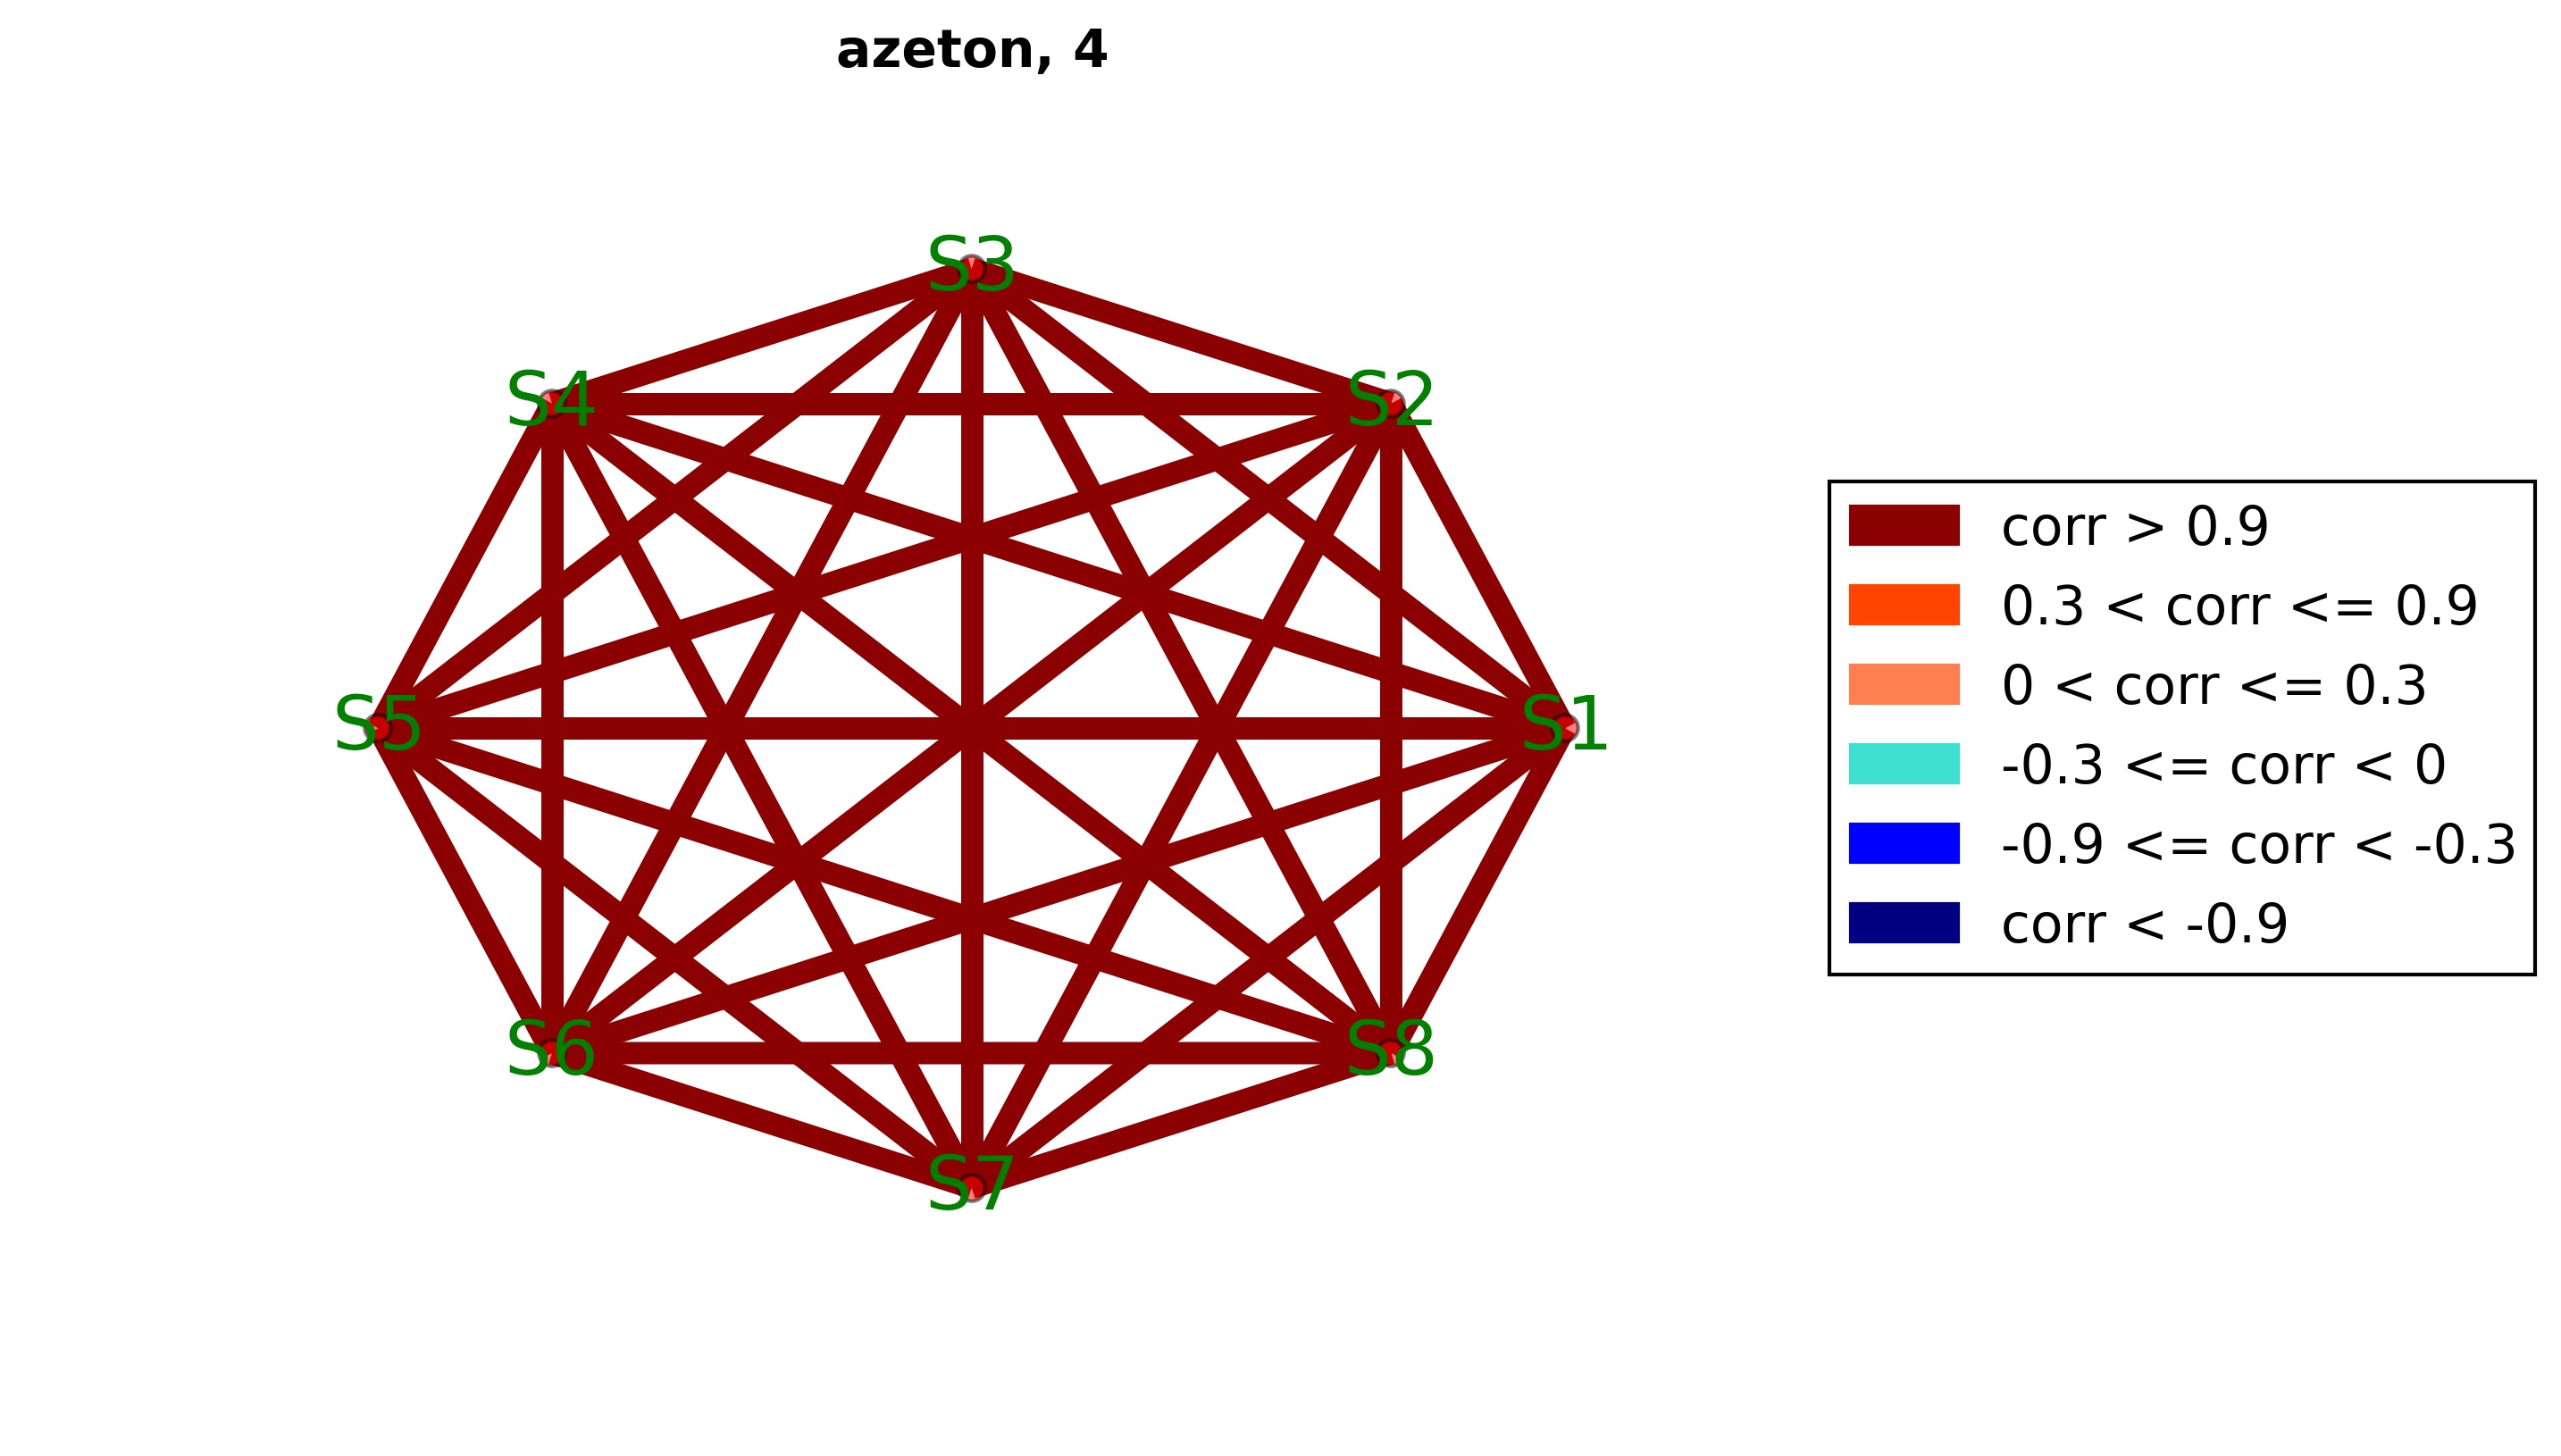 azeton, 4
S3
S4
S2
S5
S1
S6
S8
S7
corr > 0.9
0.3 < corr <= 0.9
0 < corr <= 0.3
-0.3 <= corr < 0
-0.9 <= corr < -0.3
corr < -0.9